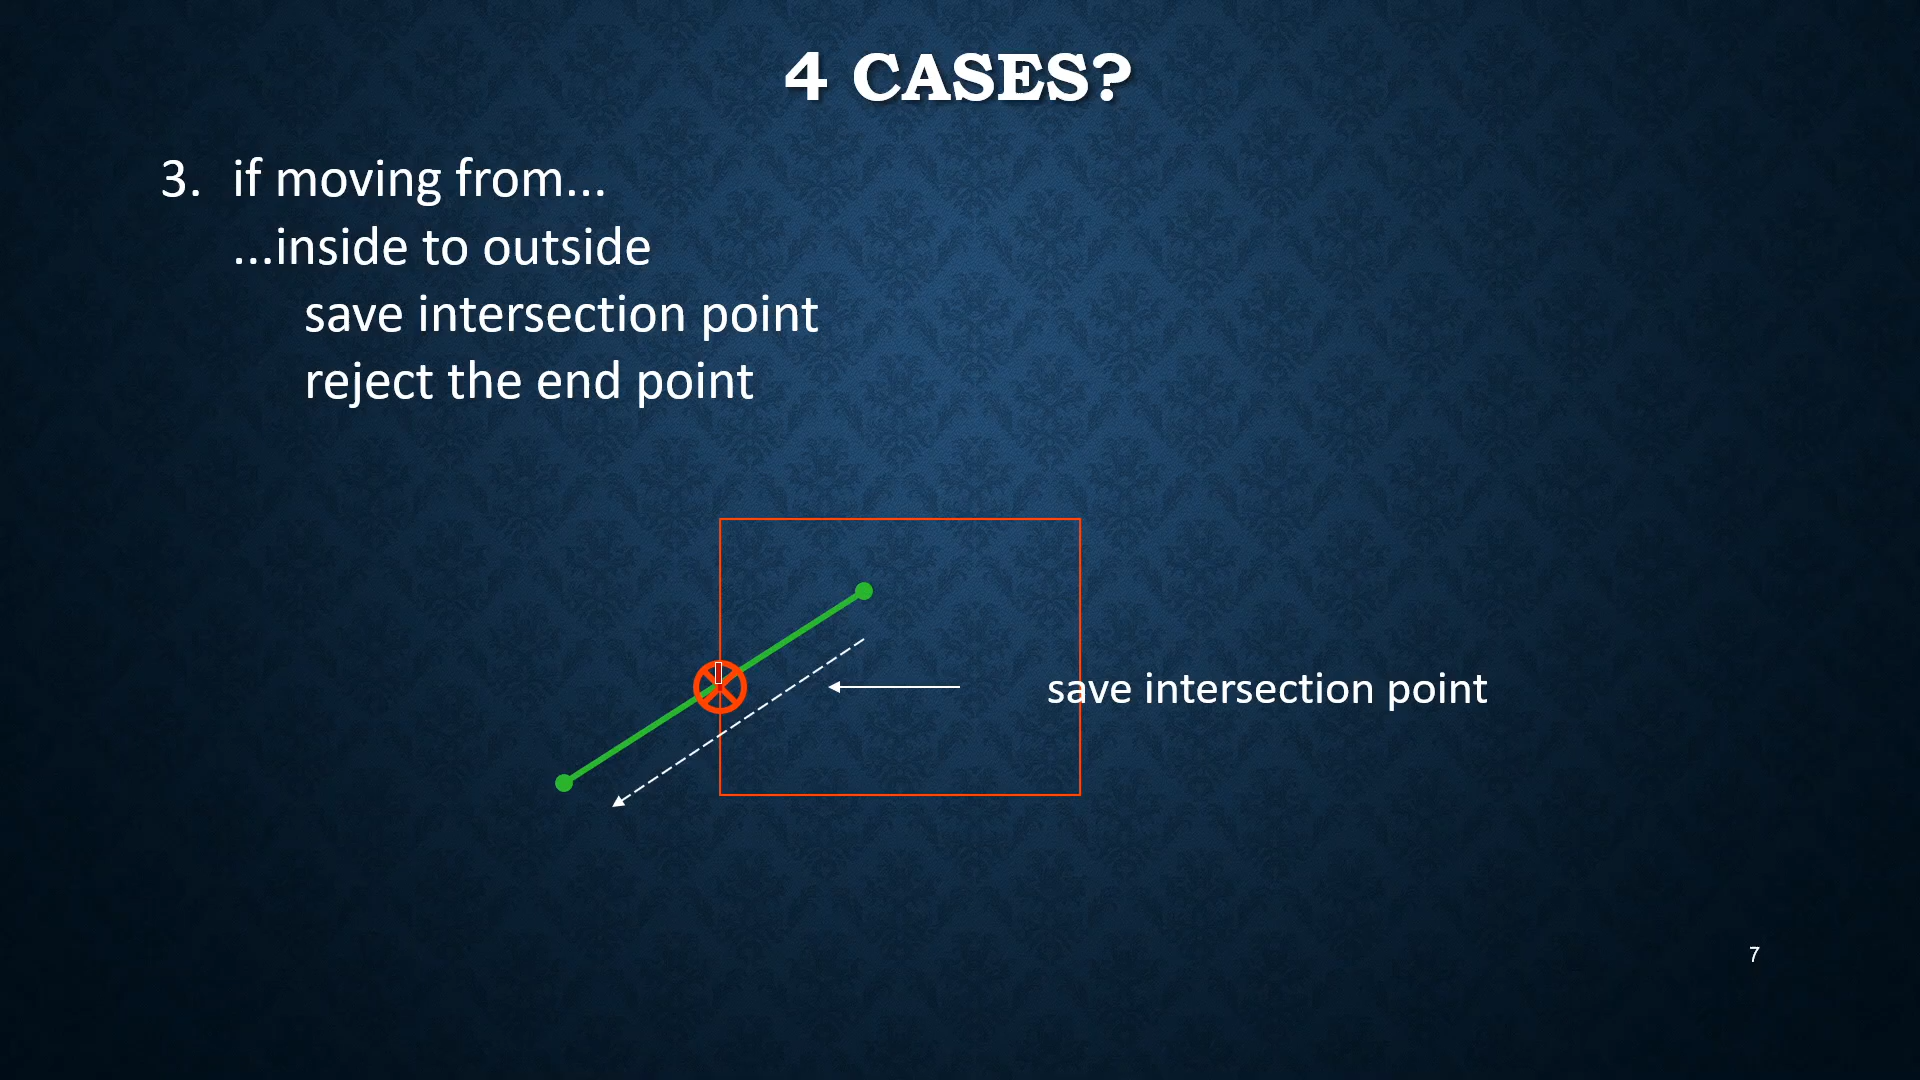 4 CASES?
3. if moving from...
...inside to outside
save intersection point
reject the end point
save intersection point
7